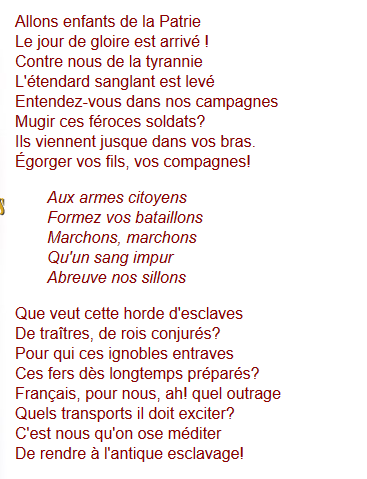 Allons enfants de la Patrie
Le jour de gloire est arrivé !
Contre nous de la tyrannie
L'étendard sanglant est levé
Entendez-vous dans nos campagnes
Mugir ces féroces soldats?
Ils viennent jusque dans vos bras.
Égorger vos fils, vos compagnes!
Aux armes citoyens
Formez vos bataillons
Marchons, marchons
Qu'un sang impur
Abreuve nos sillons
Que veut cette horde d'esclaves
De traîtres, de rois conjurés?
Pour qui ces ignobles entraves
Ces fers dès longtemps préparés?
Français, pour nous, ah! quel outrage
Quels transports il doit exciter?
C'est nous qu'on ose méditer
De rendre à l'antique esclavage!